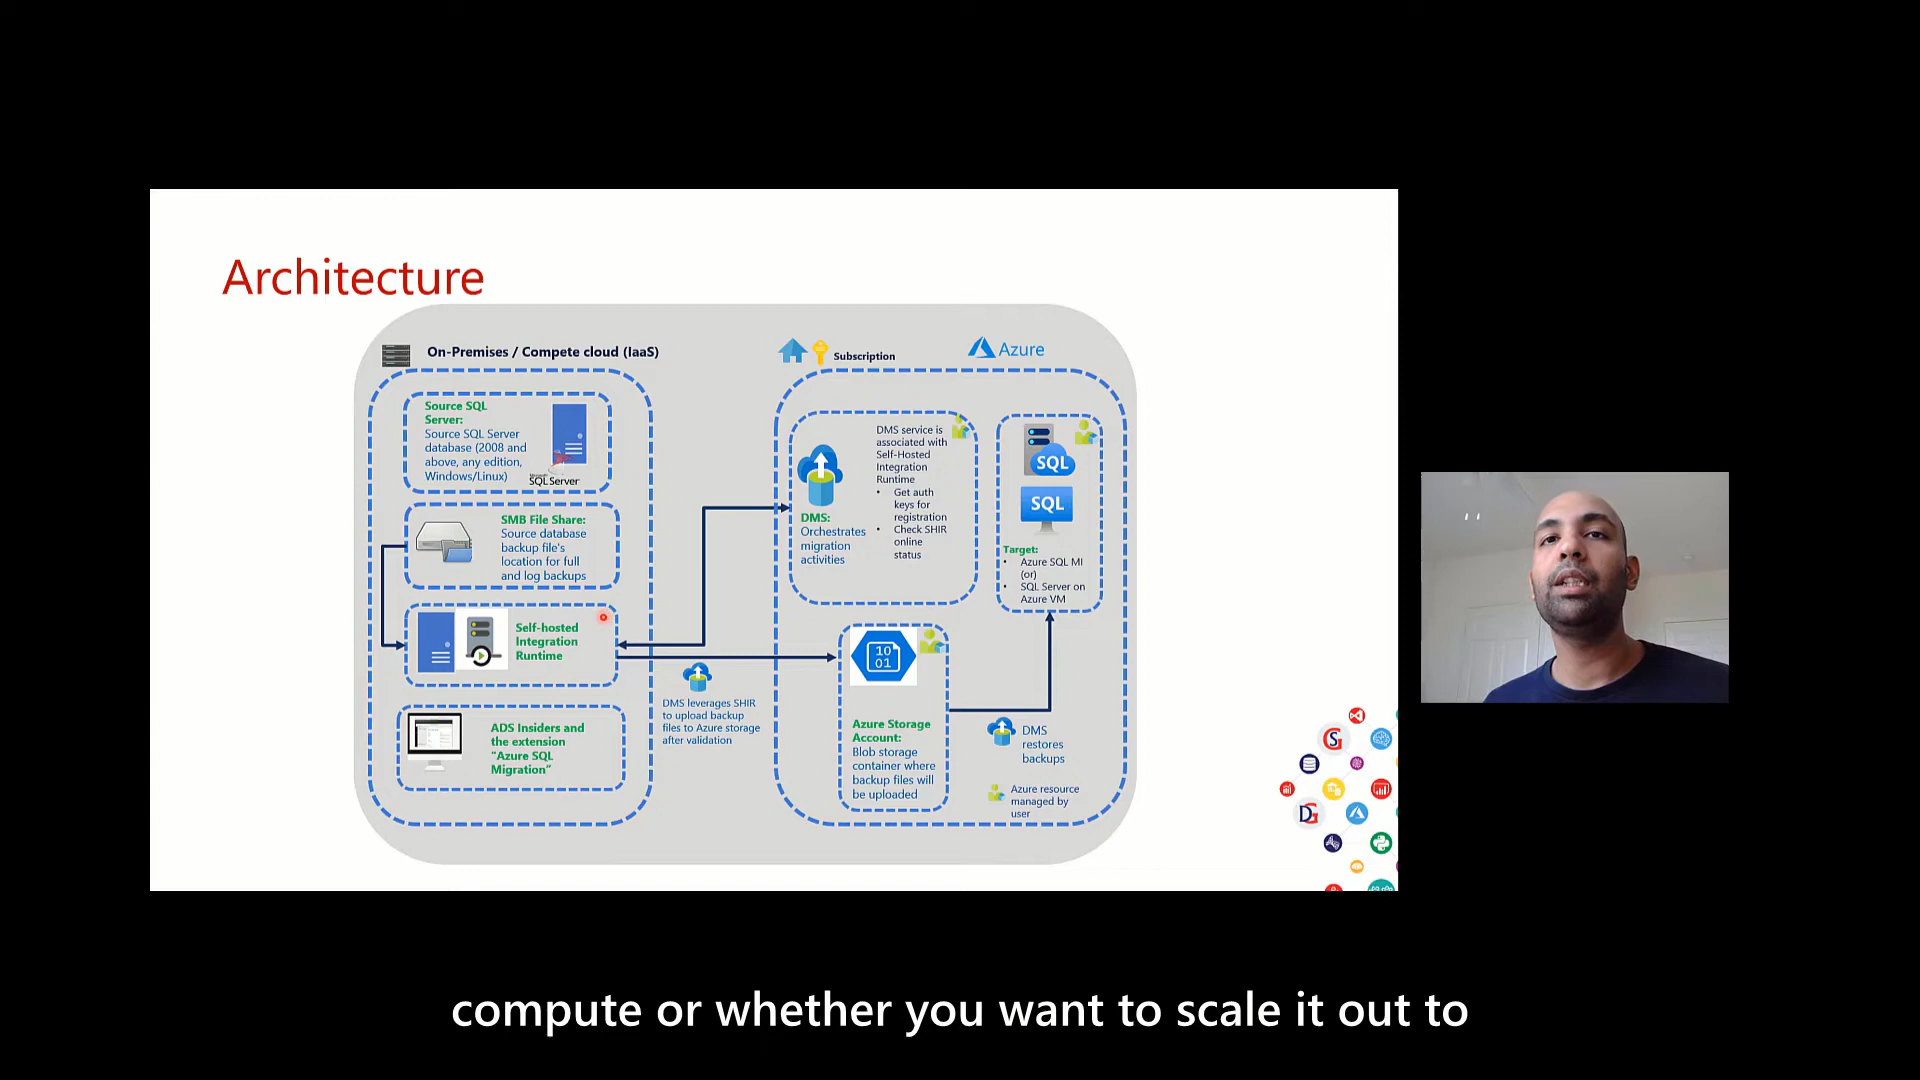 Architecture
On-Premises / Compete cloud (IaaS)
Source SQL
Server:
Source SQL Server
database (2008 and
above, any edition,
Windows/Linux)
SQL Server
SMB File Share:
Source database
backup file's
location for full
and log backups
Self-hosted
Integration
Runtime
ADS Insiders and
the extension
"Azure SQL
Migration"
DMS leverages SHIR
to upload backup
files to Azure storage
after validation
Subscription
Azure
DMS:
Orchestrates
migration
activities
DMS service is
associated with
Self-Hosted
Integration
Runtime
• Get auth
keys for
registration
• Check SHIR
online
status
SQL
SQL
Target:
• Azure SQL MI
(or)
• SQL Server on
Azure VM
10
01
Azure Storage
Account:
Blob storage
container where
backup files will
be uploaded
DMS
restores
backups
Azure resource
managed by
user
compute or whether you want to scale it out to